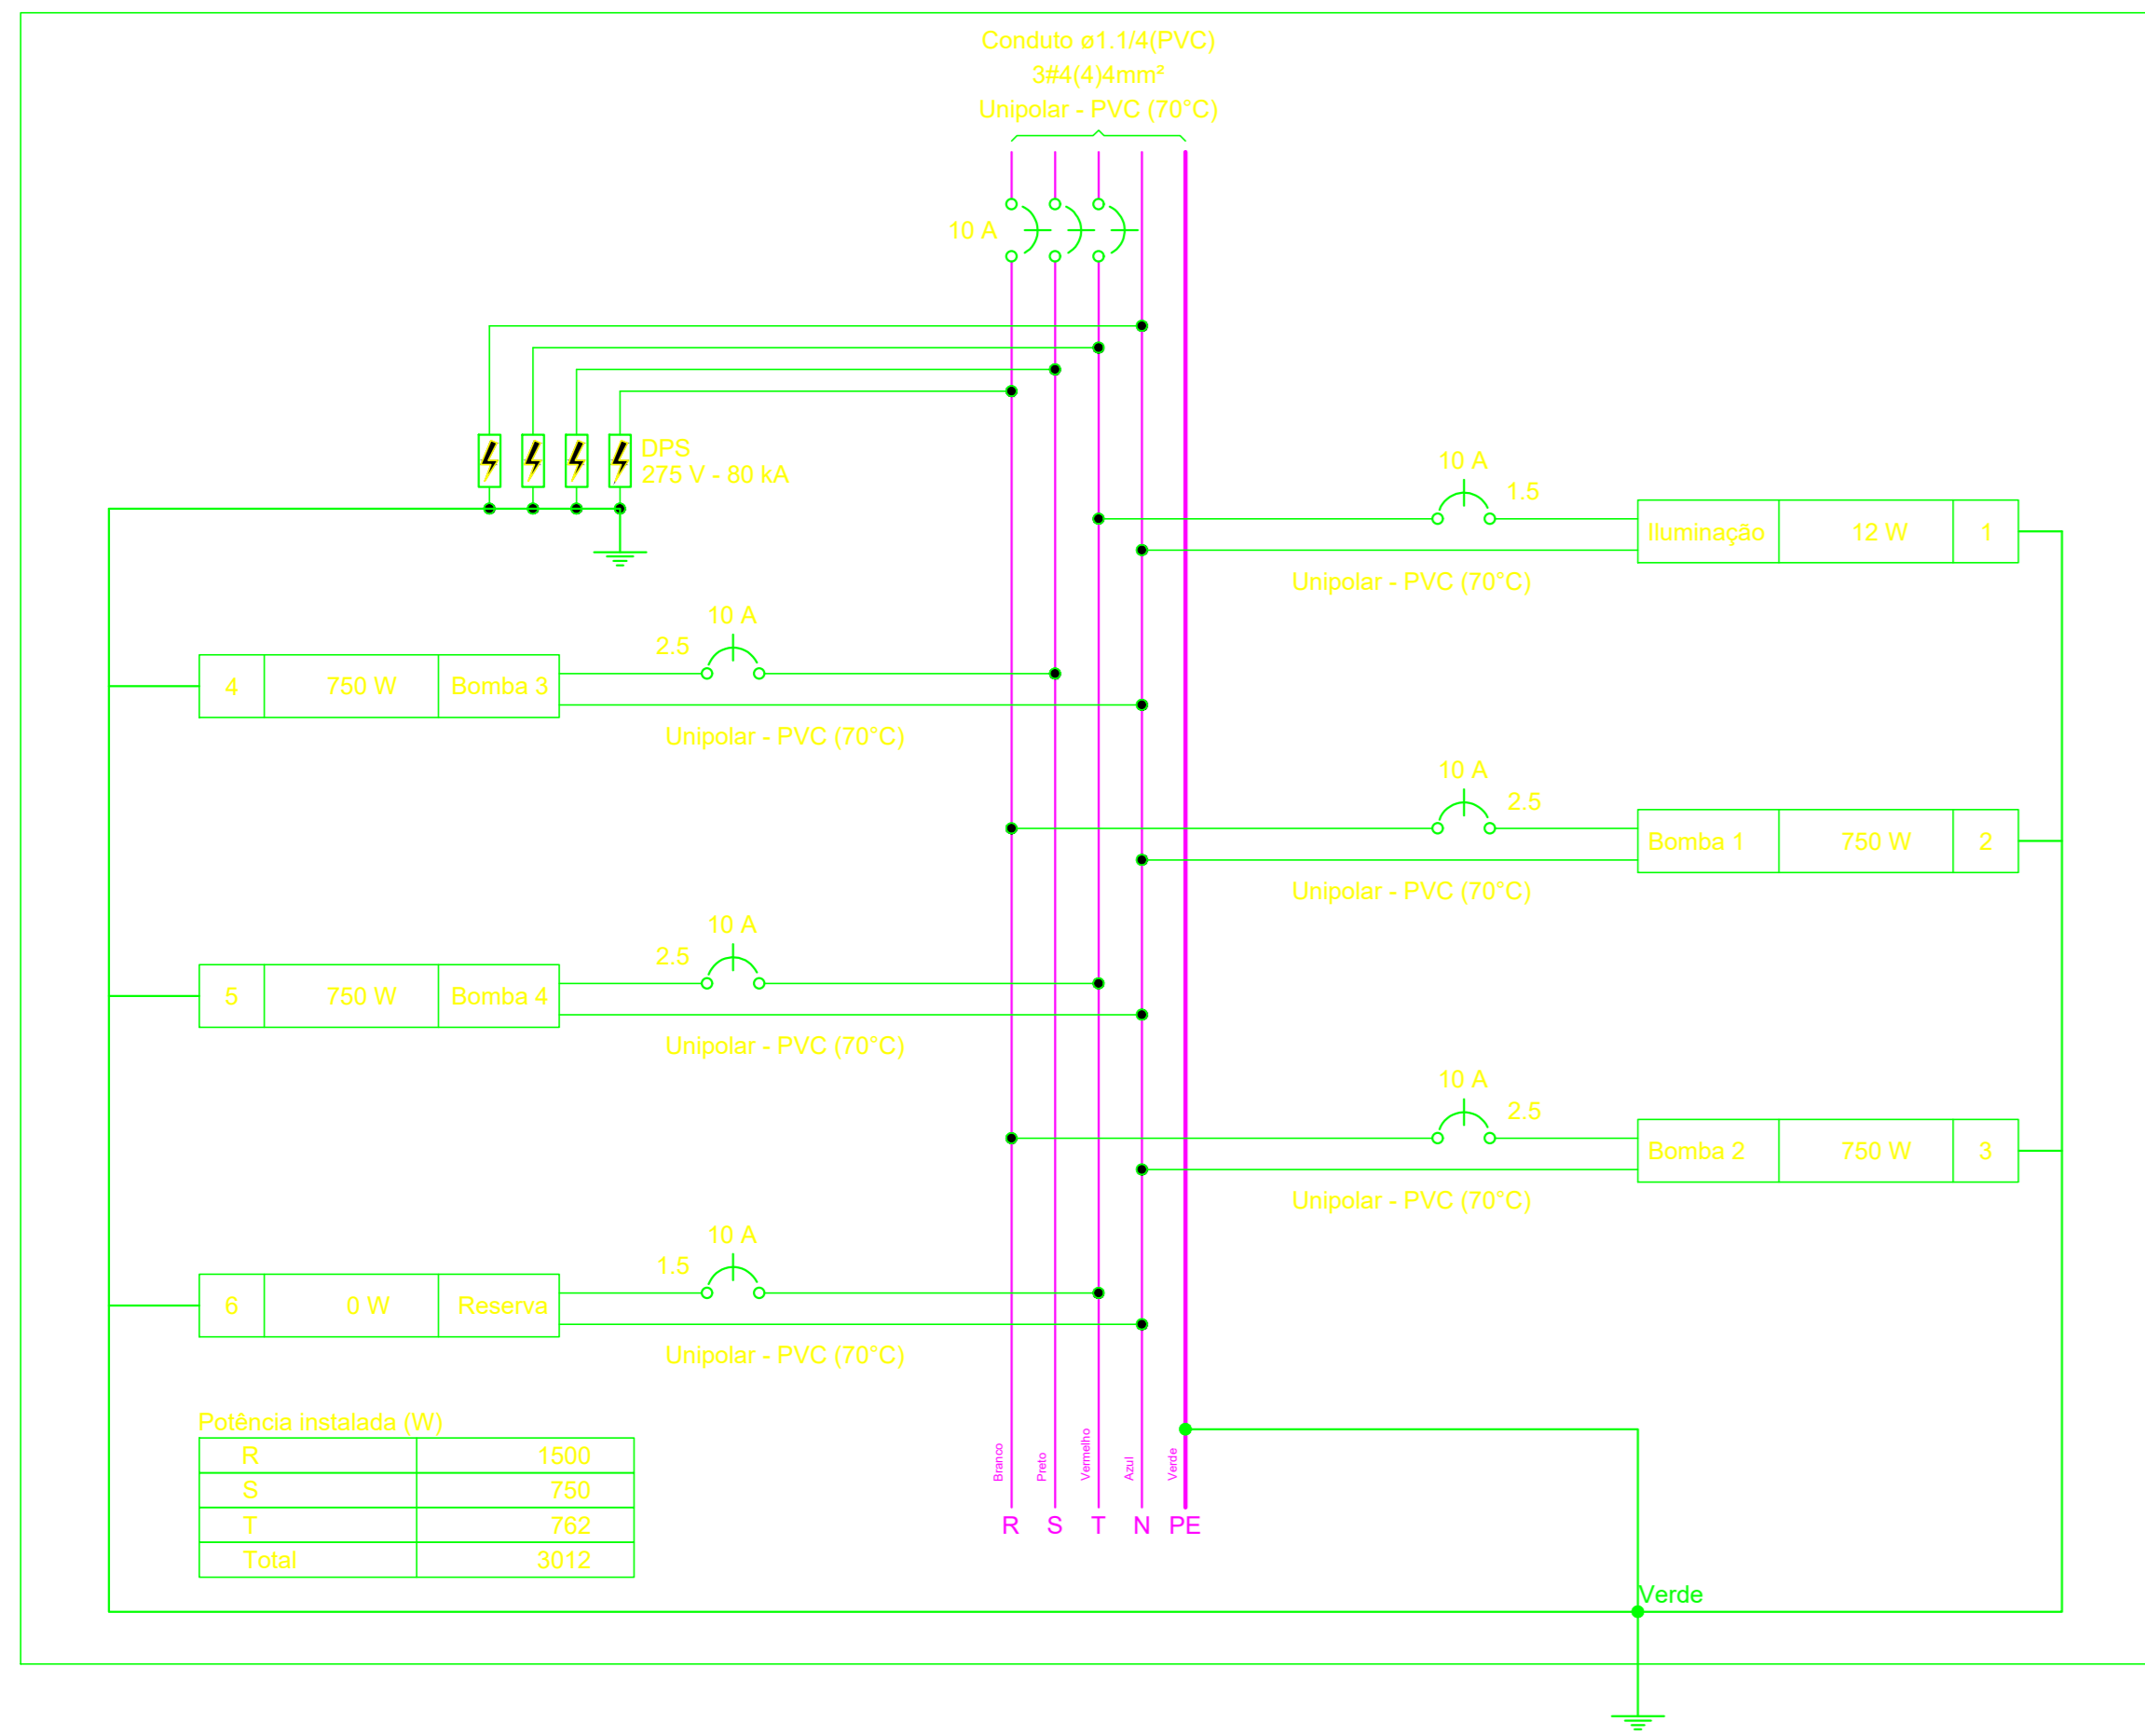 Conduto ø1.1/4(PVC)
3#4(4)4mm²
Unipolar - PVC (70°C)
10 A
DPS
275 V - 80 kA
10 A
1.5
Iluminação 12 W 1
Unipolar - PVC (70°C)
10 A
2.5
4 750 W Bomba 3
Unipolar - PVC (70°C)
10 A
2.5
Bomba 1 750 W 2
Unipolar - PVC (70°C)
10 A
2.5
5 750 W Bomba 4
Unipolar - PVC (70°C)
10 A
2.5
Bomba 2 750 W 3
Unipolar - PVC (70°C)
10 A
1.5
6 0 W Reserva
Unipolar - PVC (70°C)
Potência instalada (W)
R 1500
S 750
T 762
Total 3012
Branco
Preto
Vermelho
Azul
Verde
R S T N PE
Verde